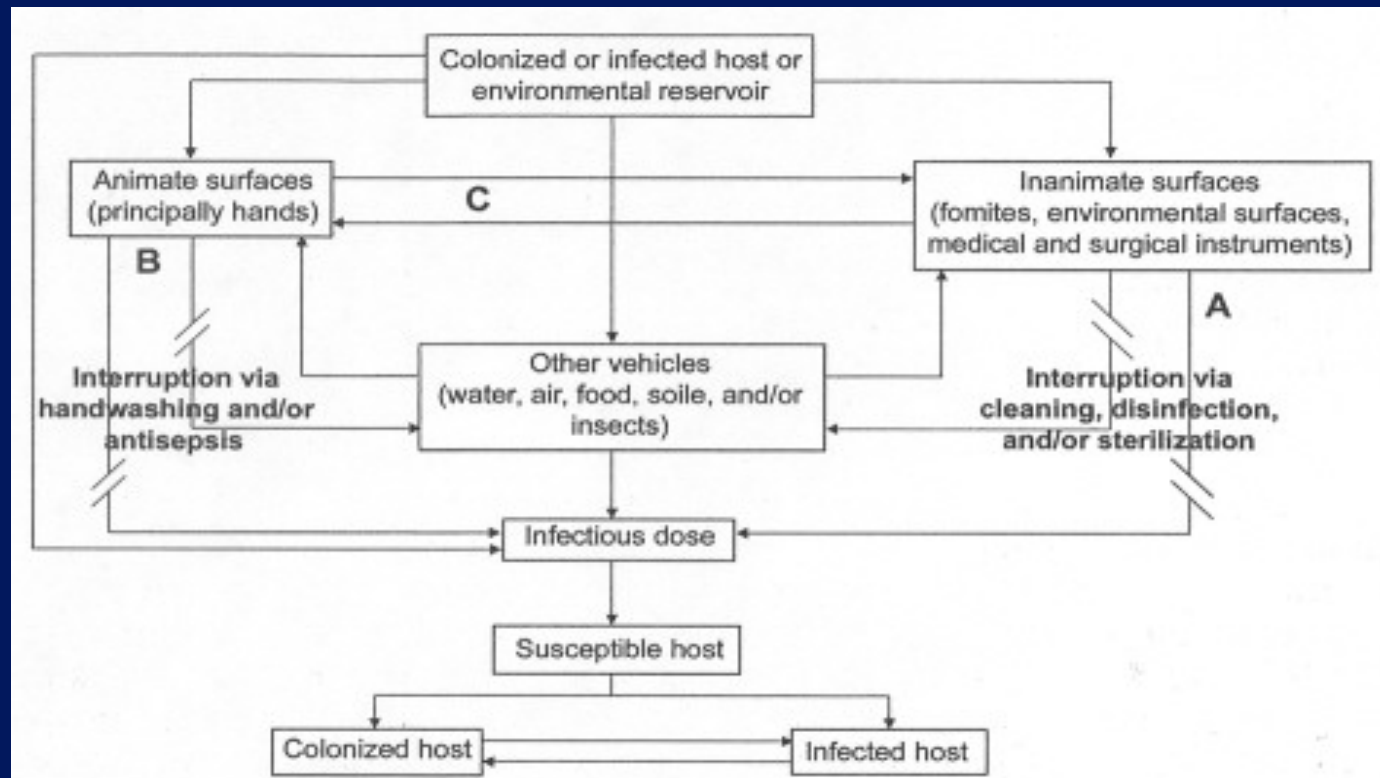 Colonized or infected host or
environmental reservoir
Animate surfaces
(principally hands)
C
Inanimate surfaces
(fomites, environmental surfaces,
medical and surgical instruments)
B
A
Other vehicles
(water, air, food, soile, and/or
insects)
Interruption via
handwashing and/or
antisepsis
Interruption via
cleaning, disinfection,
and/or sterilization
Infectious dose
Susceptible host
Colonized host
Infected host